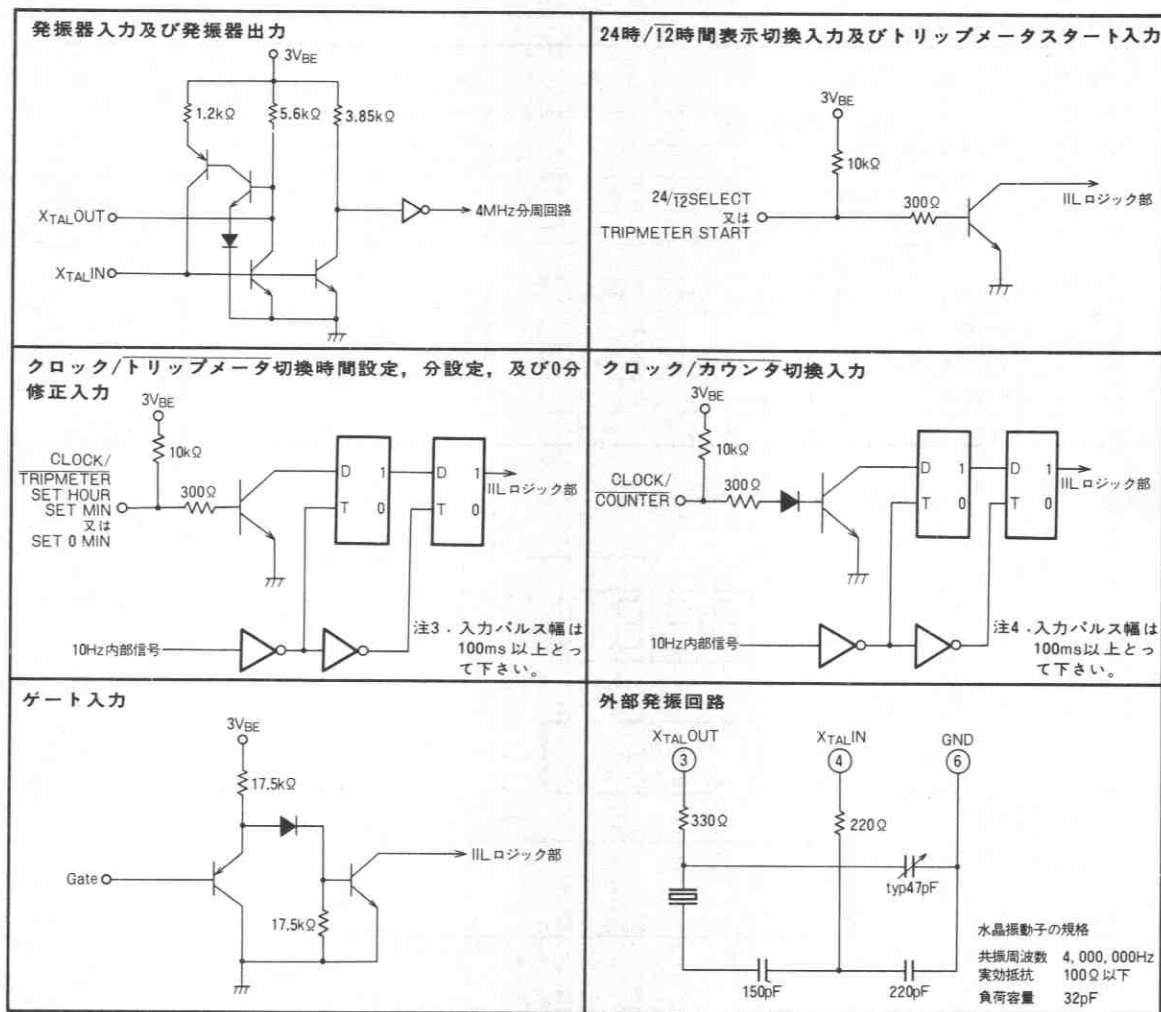 発振器入力及び発振器出力
3VBE
1.2kΩ
5.6kΩ
3.85kΩ
XTALOUT
4MHz分周回路
XTALIN
24時/12時間表示切換入力及びトリップメータスタート入力
3VBE
10kΩ
24/12SELECT
又は
TRIPMETER START
300Ω
IILロジック部
クロック/トリップメータ切換時間設定, 分設定, 及び0分
修正入力
3VBE
10kΩ
CLOCK/
TRIPMETER
SET HOUR
SET MIN
又は
SET 0 MIN
300Ω
D 1
T 0
D 1
T 0
IILロジック部
10Hz内部信号
注3.入力パルス幅は
100ms以上とっ
て下さい。
クロック/カウンタ切換入力
3VBE
10kΩ
CLOCK/
COUNTER
300Ω
D 1
T 0
D 1
T 0
IILロジック部
10Hz内部信号
注4.入力パルス幅は
100ms以上とっ
て下さい。
ゲート入力
3VBE
17.5kΩ
Gate
IILロジック部
17.5kΩ
外部発振回路
XTALOUT
3
XTALIN
4
GND
6
330Ω
220Ω
typ47pF
150pF
220pF
水晶振動子の規格
共振周波数 4,000,000Hz
実効抵抗 100Ω以下
負荷容量 32pF